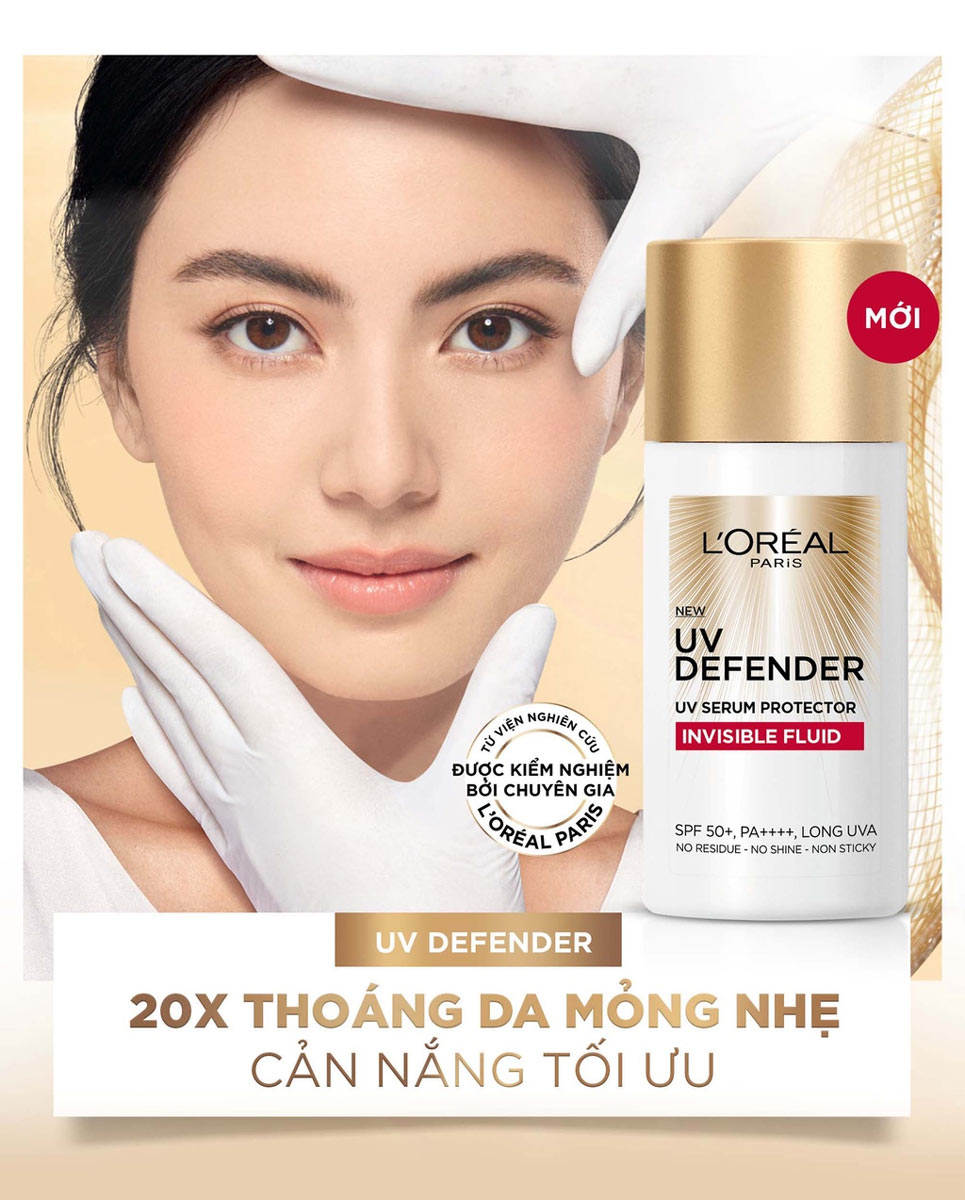 MỚI
L'ORÉAL
PARiS
NEW
UV
DEFENDER
UV SERUM PROTECTOR
INVISIBLE FLUID
SPF 50+, PA++++, LONG UVA
NO RESIDUE - NO SHINE - NON STICKY
TỪ VIỆN NGHIÊN CỨU
ĐƯỢC KIỂM NGHIỆM
BỞI CHUYÊN GIA
L'ORÉAL PARIS
UV DEFENDER
20X THOÁNG DA MỎNG NHẸ
CẢN NẮNG TỐI ƯU